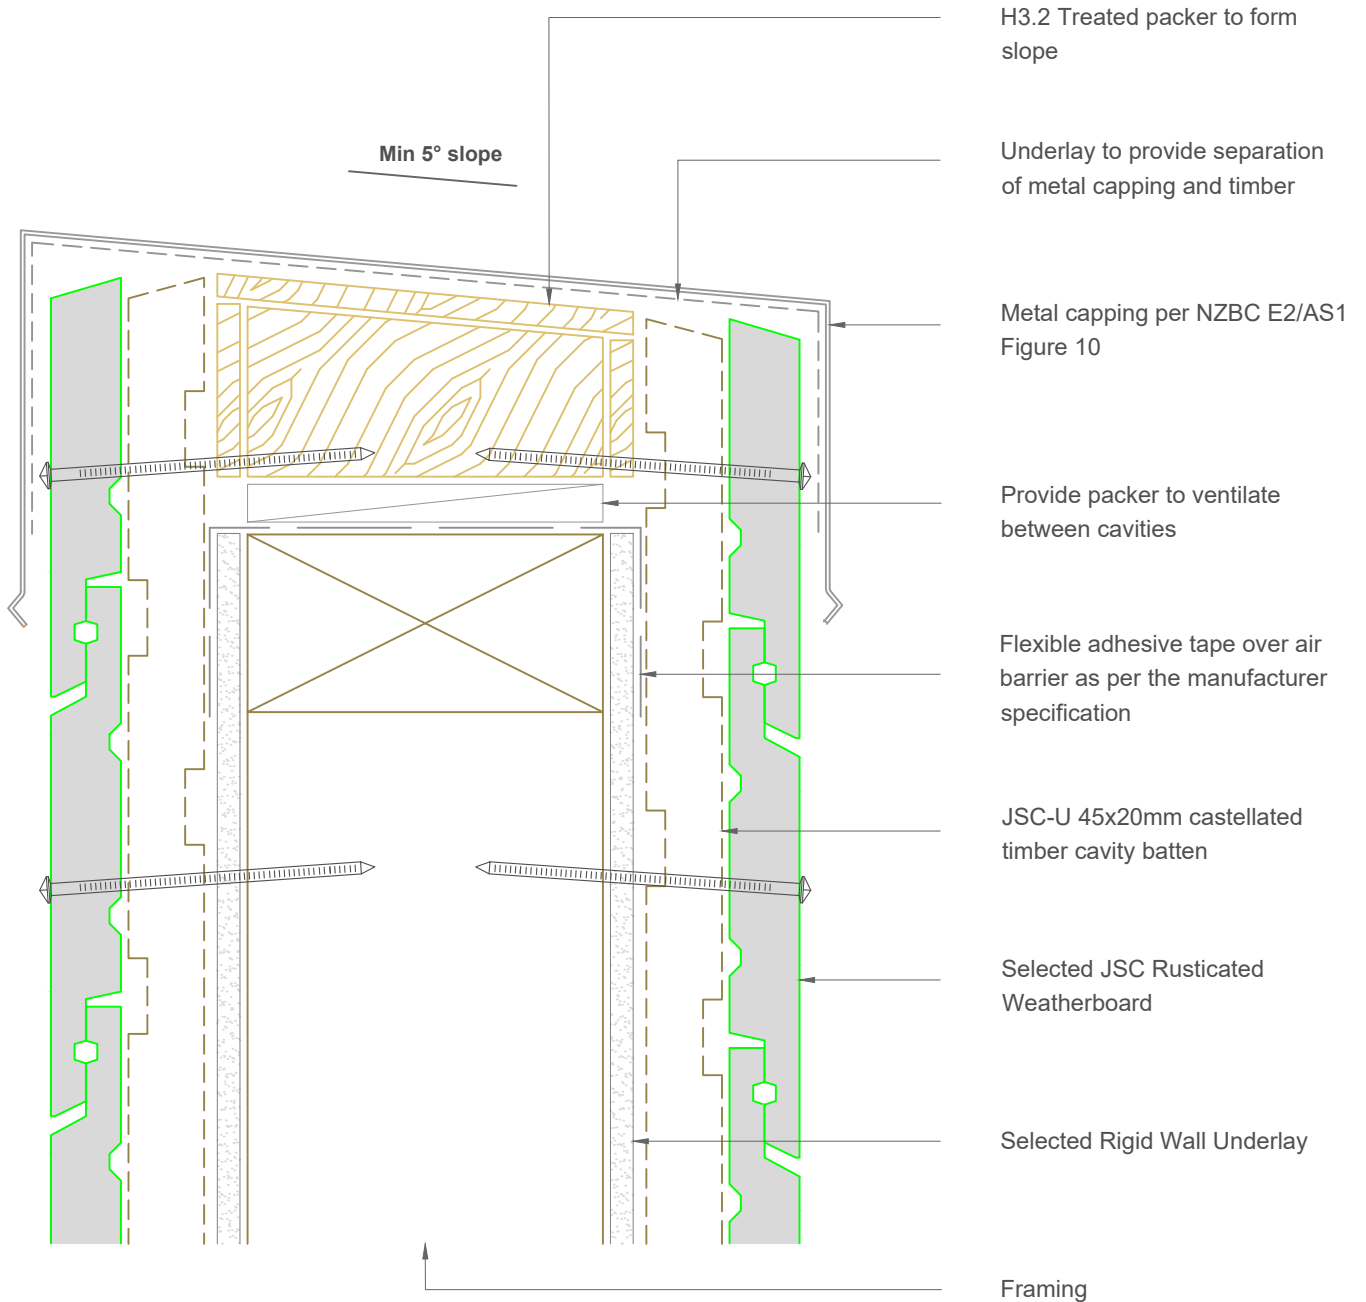 H3.2 Treated packer to form
slope
Min 5° slope
Underlay to provide separation
of metal capping and timber
Metal capping per NZBC E2/AS1
Figure 10
Provide packer to ventilate
between cavities
Flexible adhesive tape over air
barrier as per the manufacturer
specification
JSC-U 45x20mm castellated
timber cavity batten
Selected JSC Rusticated
Weatherboard
Selected Rigid Wall Underlay
Framing